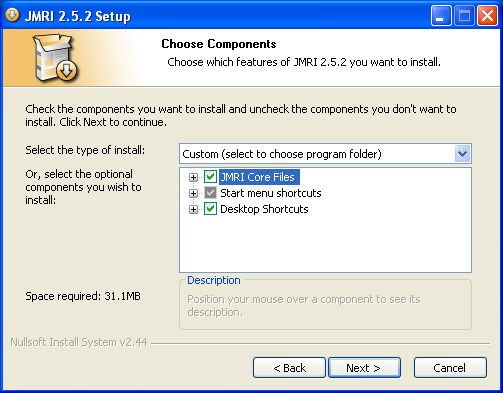 JMRI 2.5.2 Setup
Choose Components
Choose which features of JMRI 2.5.2 you want to install.
Check the components you want to install and uncheck the components you don't want to
install. Click Next to continue.
Select the type of install:
Custom (select to choose program folder)
Or, select the optional
components you wish to
install:
JMRI Core Files
Start menu shortcuts
Desktop Shortcuts
Space required: 31.1MB
Description
Position your mouse over a component to see its
description.
Nullsoft Install System v2.44
< Back
Next >
Cancel